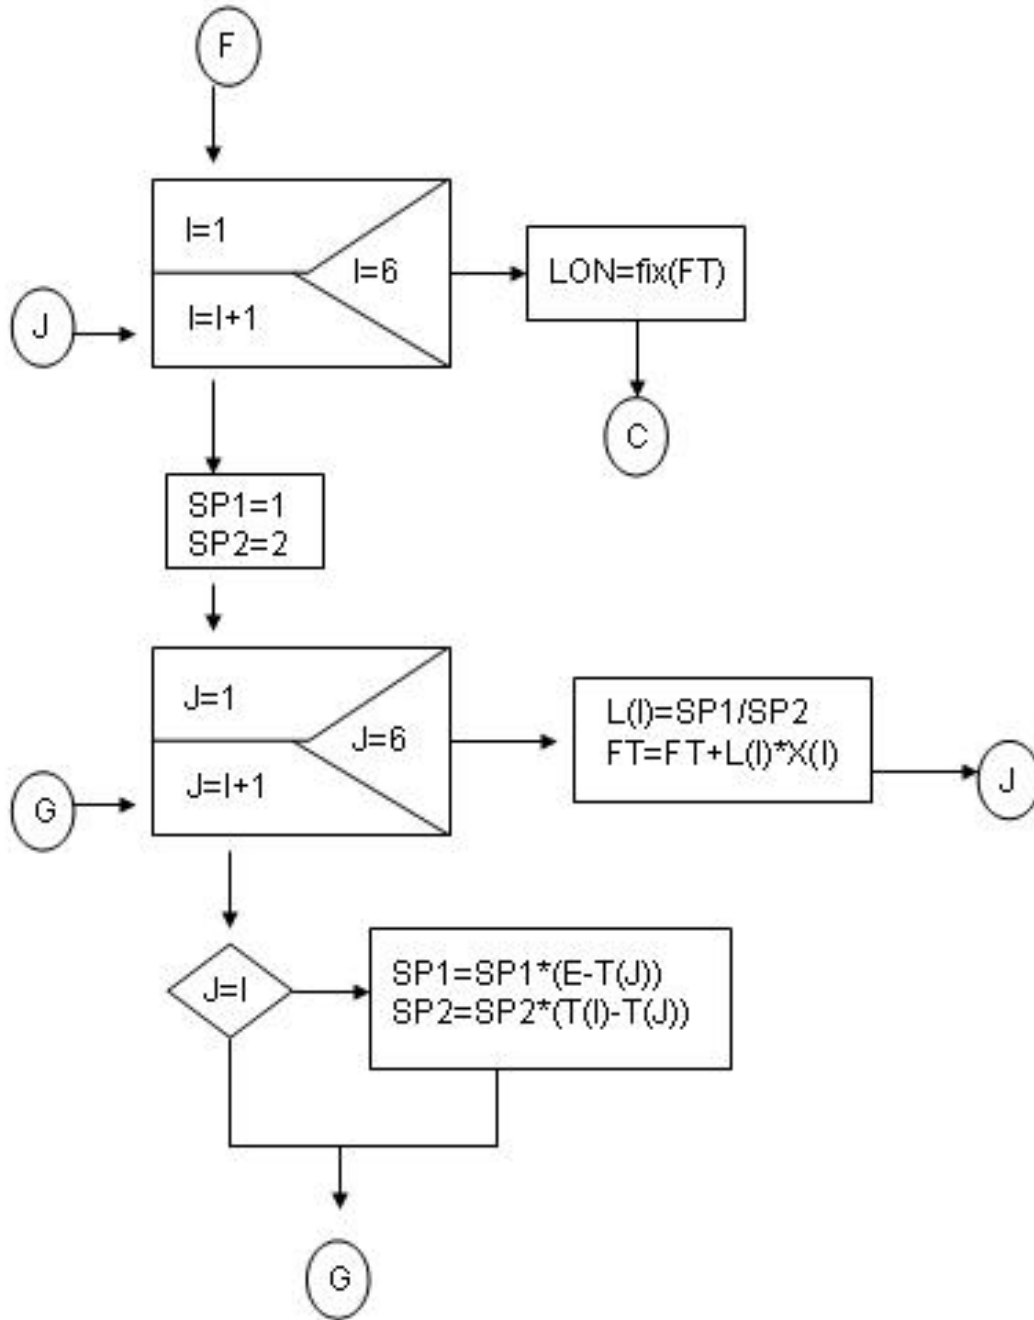 F
I=1
I=6
I=I+1
LON=fix(FT)
J
C
SP1=1
SP2=2
J=1
J=6
J=I+1
L(I)=SP1/SP2
FT=FT+L(I)*X(I)
J
G
J=I
SP1=SP1*(E-T(J))
SP2=SP2*(T(I)-T(J))
G